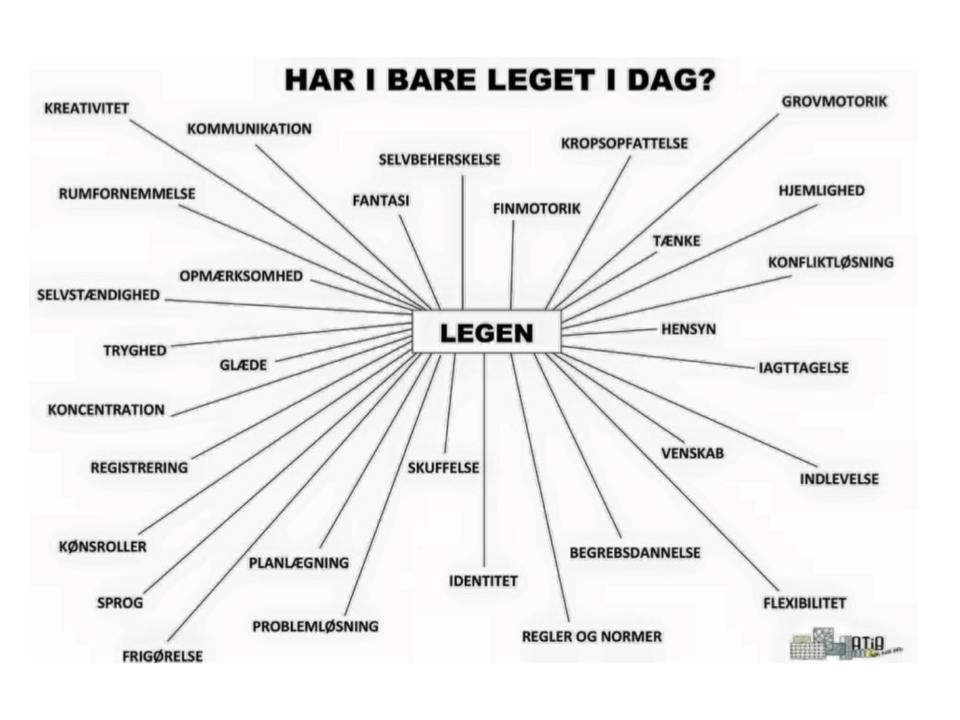 HAR I BARE LEGET I DAG?
KREATIVITET
GROVMOTORIK
KOMMUNIKATION
KROPSOPFATTELSE
SELVBEHERSKELSE
RUMFORNEMMELSE
HJEMLIGHED
FANTASI
FINMOTORIK
TÆNKE
KONFLIKTLØSNING
OPMÆRKSOMHED
SELVSTÆNDIGHED
LEGEN
HENSYN
TRYGHED
GLÆDE
IAGTTAGELSE
KONCENTRATION
VENSKAB
REGISTRERING
SKUFFELSE
INDLEVELSE
KØNSROLLER
BEGREBSDANNELSE
PLANLÆGNING
IDENTITET
SPROG
FLEXIBILITET
PROBLEMLØSNING
REGLER OG NORMER
FRIGØRELSE